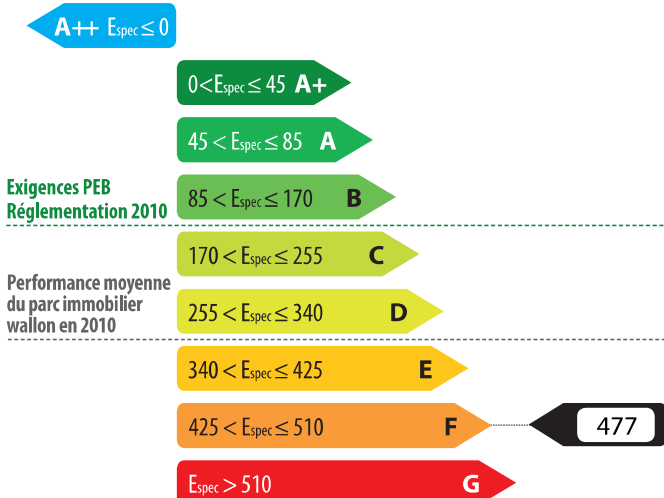 A++ Espec ≤ 0
0 < Espec ≤ 45 A+
45 < Espec ≤ 85 A
Exigences PEB
Réglementation 2010
85 < Espec ≤ 170 B
170 < Espec ≤ 255 C
Performance moyenne
du parc immobilier
wallon en 2010
255 < Espec ≤ 340 D
340 < Espec ≤ 425 E
425 < Espec ≤ 510 F
477
Espec > 510 G